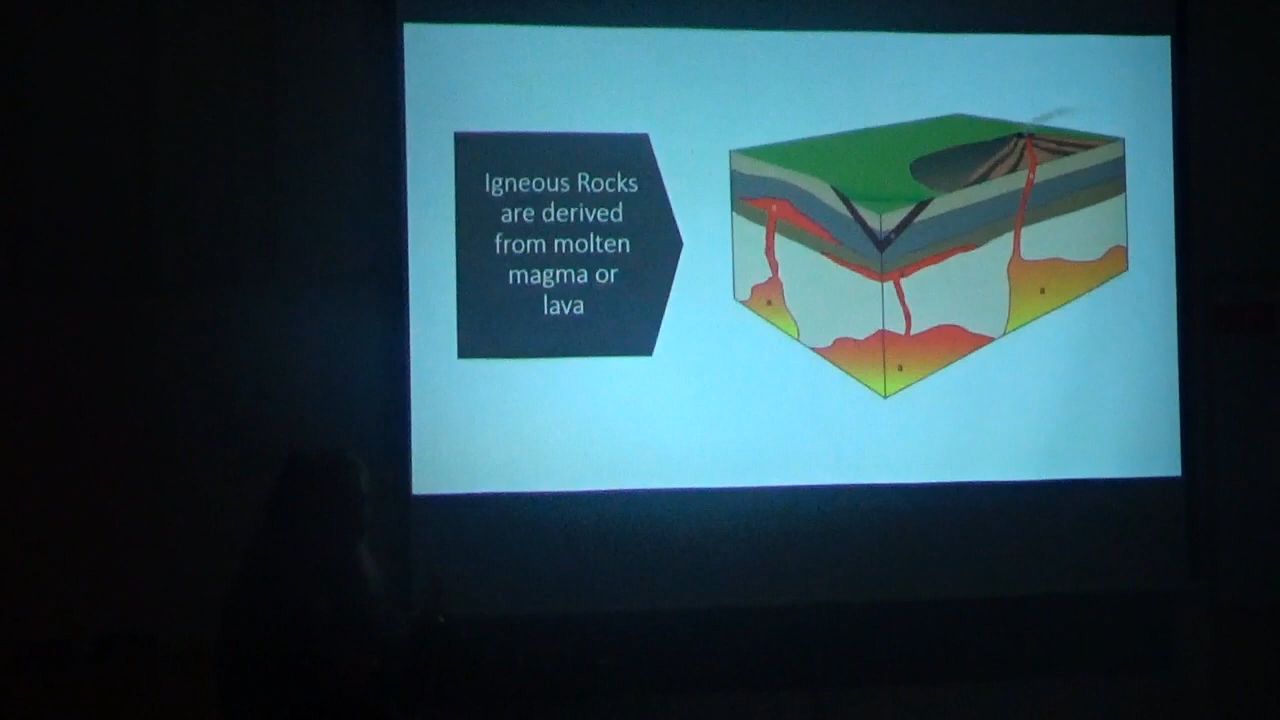 Igneous Rocks
are derived
from molten
magma or
lava
a
a